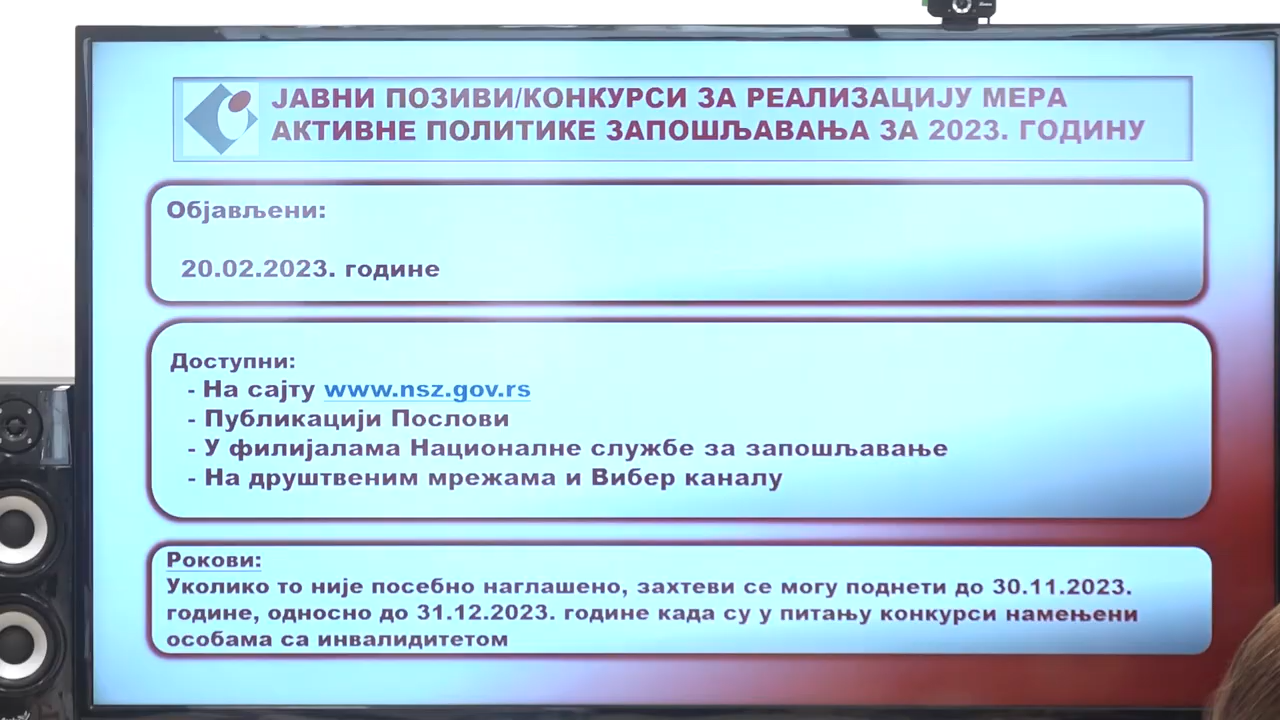 ЈАВНИ ПОЗИВИ/КОНКУРСИ ЗА РЕАЛИЗАЦИЈУ МЕРА
АКТИВНЕ ПОЛИТИКЕ ЗАПОШЉАВАЊА ЗА 2023. ГОДИНУ
Објављени:
20.02.2023. године
Доступни:
- На сајту www.nsz.gov.rs
- Публикацији Послови
- У филијалама Националне службе за запошљавање
- На друштвеним мрежама и Вибер каналу
Рокови:
Уколико то није посебно наглашено, захтеви се могу поднети до 30.11.2023.
године, односно до 31.12.2023. године када су у питању конкурси намењени
особама са инвалидитетом